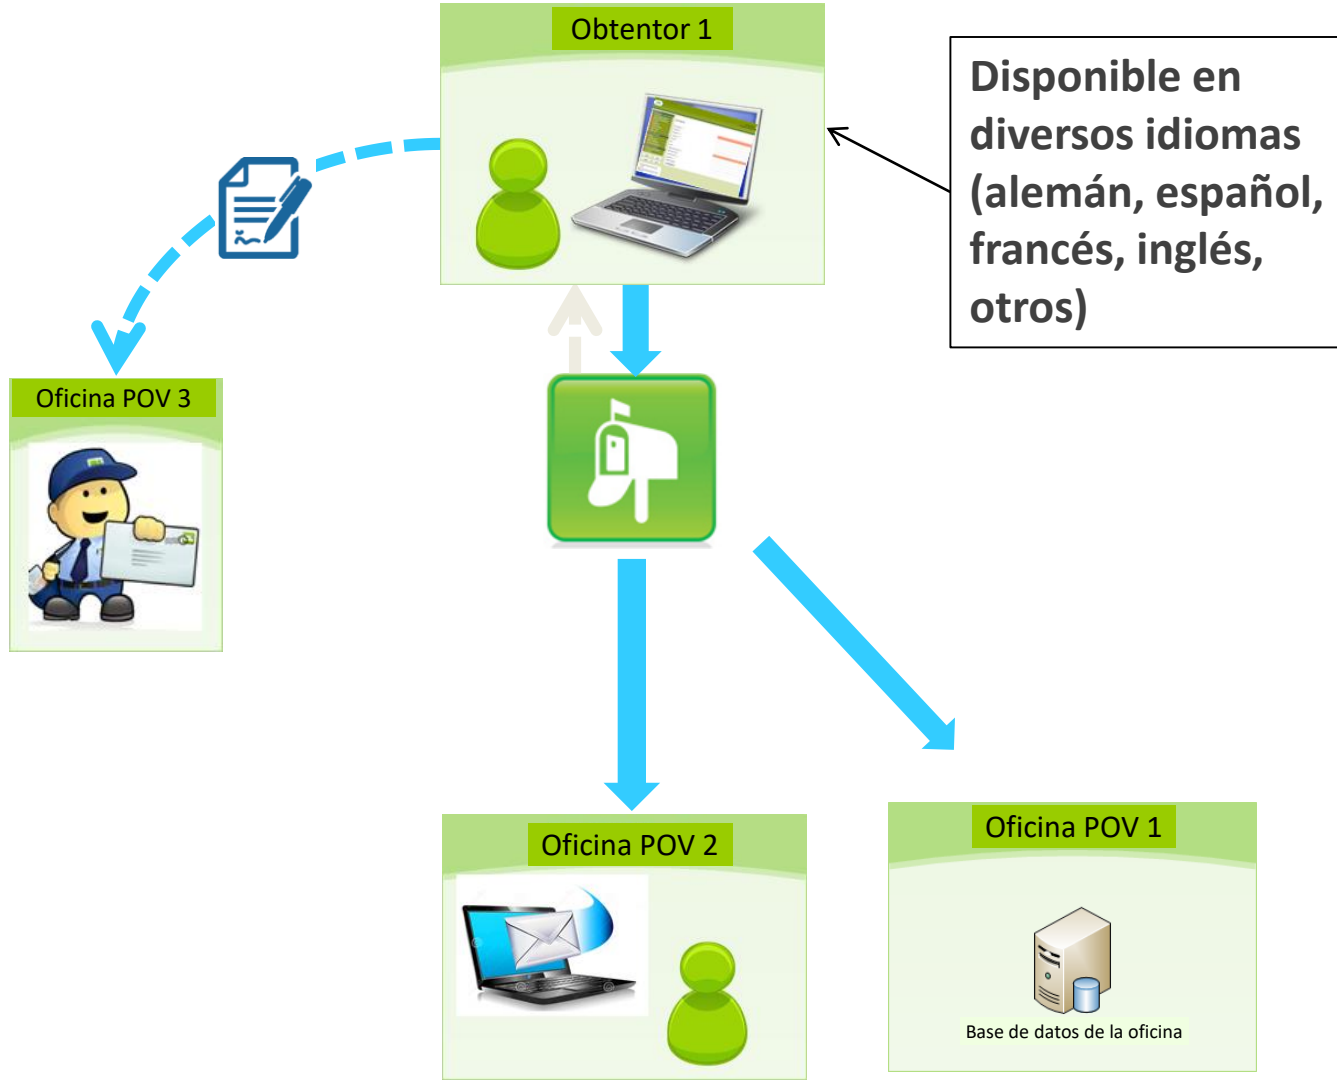 Obtentor 1
Disponible en
diversos idiomas
(alemán, español,
francés, inglés,
otros)
Oficina POV 3
Oficina POV 2
Oficina POV 1
Base de datos de la oficina